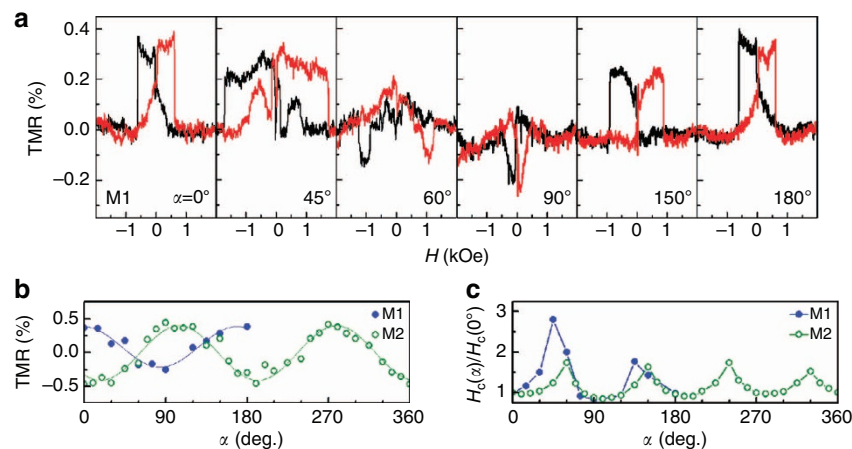 a
TMR (%)
0.4
0.2
0.0
−0.2
M1 α=0° 45° 60° 90° 150° 180°
−1 0 1 −1 0 1 −1 0 1 −1 0 1 −1 0 1 −1 0 1
H (kOe)
b
TMR (%)
0.5
0.0
−0.5
M1
M2
0 90 180 270 360
α (deg.)
c
Hc(α)/Hc(0°)
3
2
1
M1
M2
0 90 180 270 360
α (deg.)